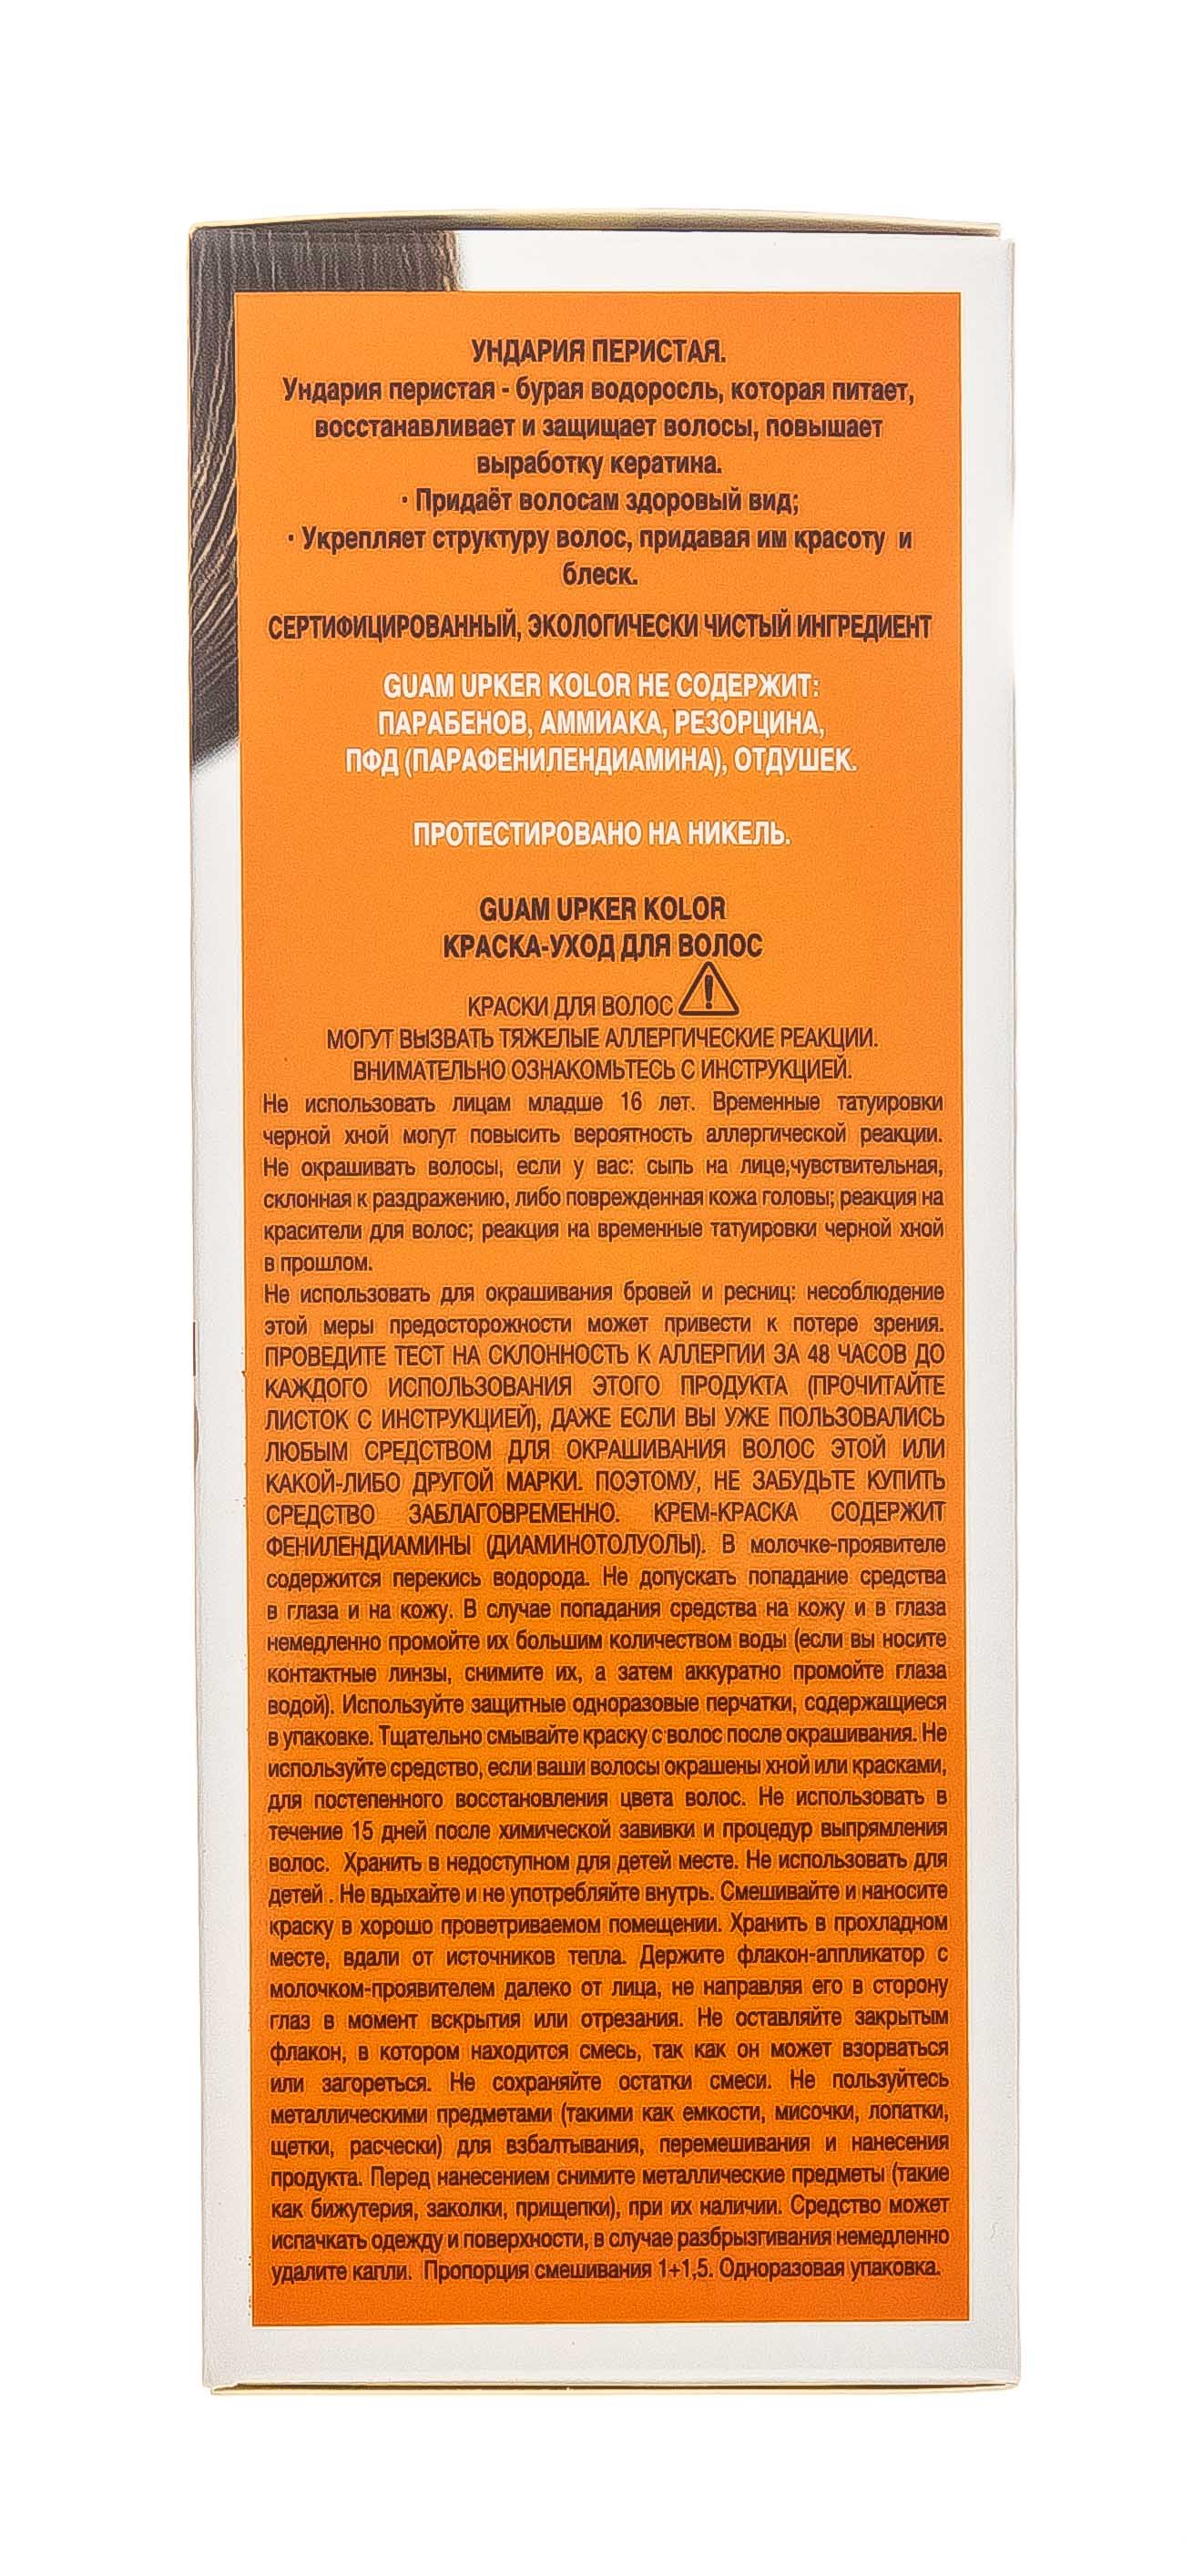 УНДАРИЯ ПЕРИСТАЯ.
Ундария перистая - бурая водоросль, которая питает,
восстанавливает и защищает волосы, повышает
выработку кератина.
· Придаёт волосам здоровый вид;
· Укрепляет структуру волос, придавая им красоту и
блеск.
СЕРТИФИЦИРОВАННЫЙ, ЭКОЛОГИЧЕСКИ ЧИСТЫЙ ИНГРЕДИЕНТ
GUAM UPKER KOLOR НЕ СОДЕРЖИТ:
ПАРАБЕНОВ, АММИАКА, РЕЗОРЦИНА,
ПФД (ПАРАФЕНИЛЕНДИАМИНА), ОТДУШЕК.
ПРОТЕСТИРОВАНО НА НИКЕЛЬ.
GUAM UPKER KOLOR
КРАСКА-УХОД ДЛЯ ВОЛОС
КРАСКИ ДЛЯ ВОЛОС
МОГУТ ВЫЗВАТЬ ТЯЖЕЛЫЕ АЛЛЕРГИЧЕСКИЕ РЕАКЦИИ.
ВНИМАТЕЛЬНО ОЗНАКОМЬТЕСЬ С ИНСТРУКЦИЕЙ.
Не использовать лицам младше 16 лет. Временные татуировки
черной хной могут повысить вероятность аллергической реакции.
Не окрашивать волосы, если у вас: сыпь на лице,чувствительная,
склонная к раздражению, либо поврежденная кожа головы; реакция на
красители для волос; реакция на временные татуировки черной хной
в прошлом.
Не использовать для окрашивания бровей и ресниц: несоблюдение
этой меры предосторожности может привести к потере зрения.
ПРОВЕДИТЕ ТЕСТ НА СКЛОННОСТЬ К АЛЛЕРГИИ ЗА 48 ЧАСОВ ДО
КАЖДОГО ИСПОЛЬЗОВАНИЯ ЭТОГО ПРОДУКТА (ПРОЧИТАЙТЕ
ЛИСТОК С ИНСТРУКЦИЕЙ), ДАЖЕ ЕСЛИ ВЫ УЖЕ ПОЛЬЗОВАЛИСЬ
ЛЮБЫМ СРЕДСТВОМ ДЛЯ ОКРАШИВАНИЯ ВОЛОС ЭТОЙ ИЛИ
КАКОЙ-ЛИБО ДРУГОЙ МАРКИ. ПОЭТОМУ, НЕ ЗАБУДЬТЕ КУПИТЬ
СРЕДСТВО ЗАБЛАГОВРЕМЕННО. КРЕМ-КРАСКА СОДЕРЖИТ
ФЕНИЛЕНДИАМИНЫ (ДИАМИНОТОЛУОЛЫ). В молочке-проявителе
содержится перекись водорода. Не допускать попадание средства
в глаза и на кожу. В случае попадания средства на кожу и в глаза
немедленно промойте их большим количеством воды (если вы носите
контактные линзы, снимите их, а затем аккуратно промойте глаза
водой). Используйте защитные одноразовые перчатки, содержащиеся
в упаковке. Тщательно смывайте краску с волос после окрашивания. Не
используйте средство, если ваши волосы окрашены хной или красками,
для постепенного восстановления цвета волос. Не использовать в
течение 15 дней после химической завивки и процедур выпрямления
волос. Хранить в недоступном для детей месте. Не использовать для
детей . Не вдыхайте и не употребляйте внутрь. Смешивайте и наносите
краску в хорошо проветриваемом помещении. Хранить в прохладном
месте, вдали от источников тепла. Держите флакон-аппликатор с
молочком-проявителем далеко от лица, не направляя его в сторону
глаз в момент вскрытия или отрезания. Не оставляйте закрытым
флакон, в котором находится смесь, так как он может взорваться
или загореться. Не сохраняйте остатки смеси. Не пользуйтесь
металлическими предметами (такими как емкости, мисочки, лопатки,
щетки, расчески) для взбалтывания, перемешивания и нанесения
продукта. Перед нанесением снимите металлические предметы (такие
как бижутерия, заколки, прищепки), при их наличии. Средство может
испачкать одежду и поверхности, в случае разбрызгивания немедленно
удалите капли. Пропорция смешивания 1+1,5. Одноразовая упаковка.